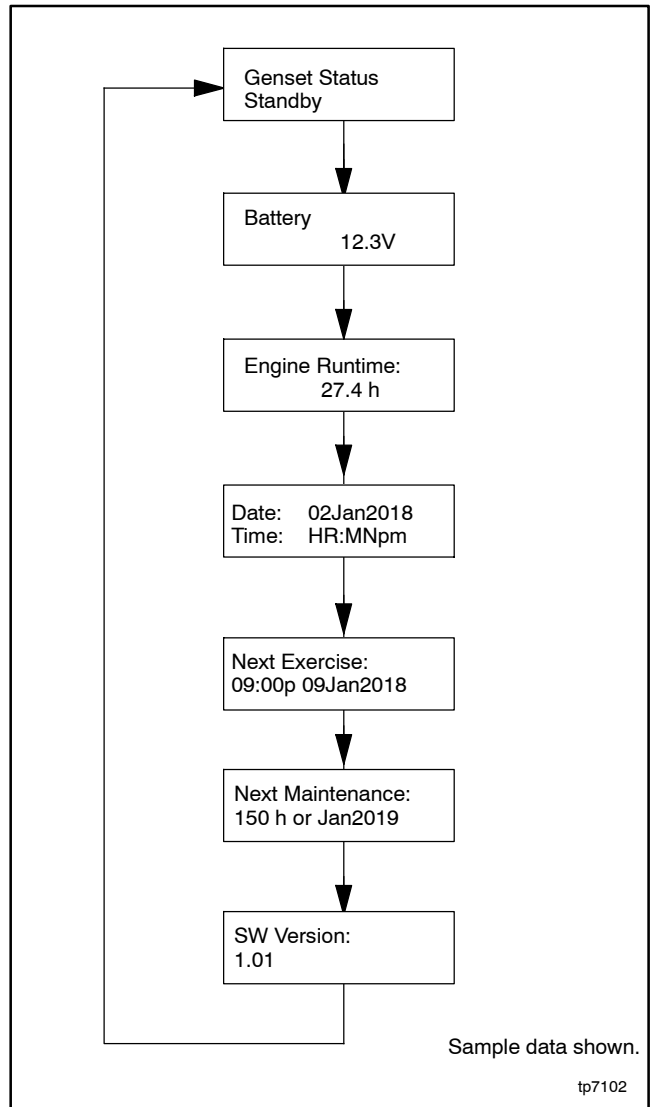 Genset Status
Standby
Battery
12.3V
Engine Runtime:
27.4 h
Date: 02Jan2018
Time: HR:MNpm
Next Exercise:
09:00p 09Jan2018
Next Maintenance:
150 h or Jan2019
SW Version:
1.01
Sample data shown.
tp7102